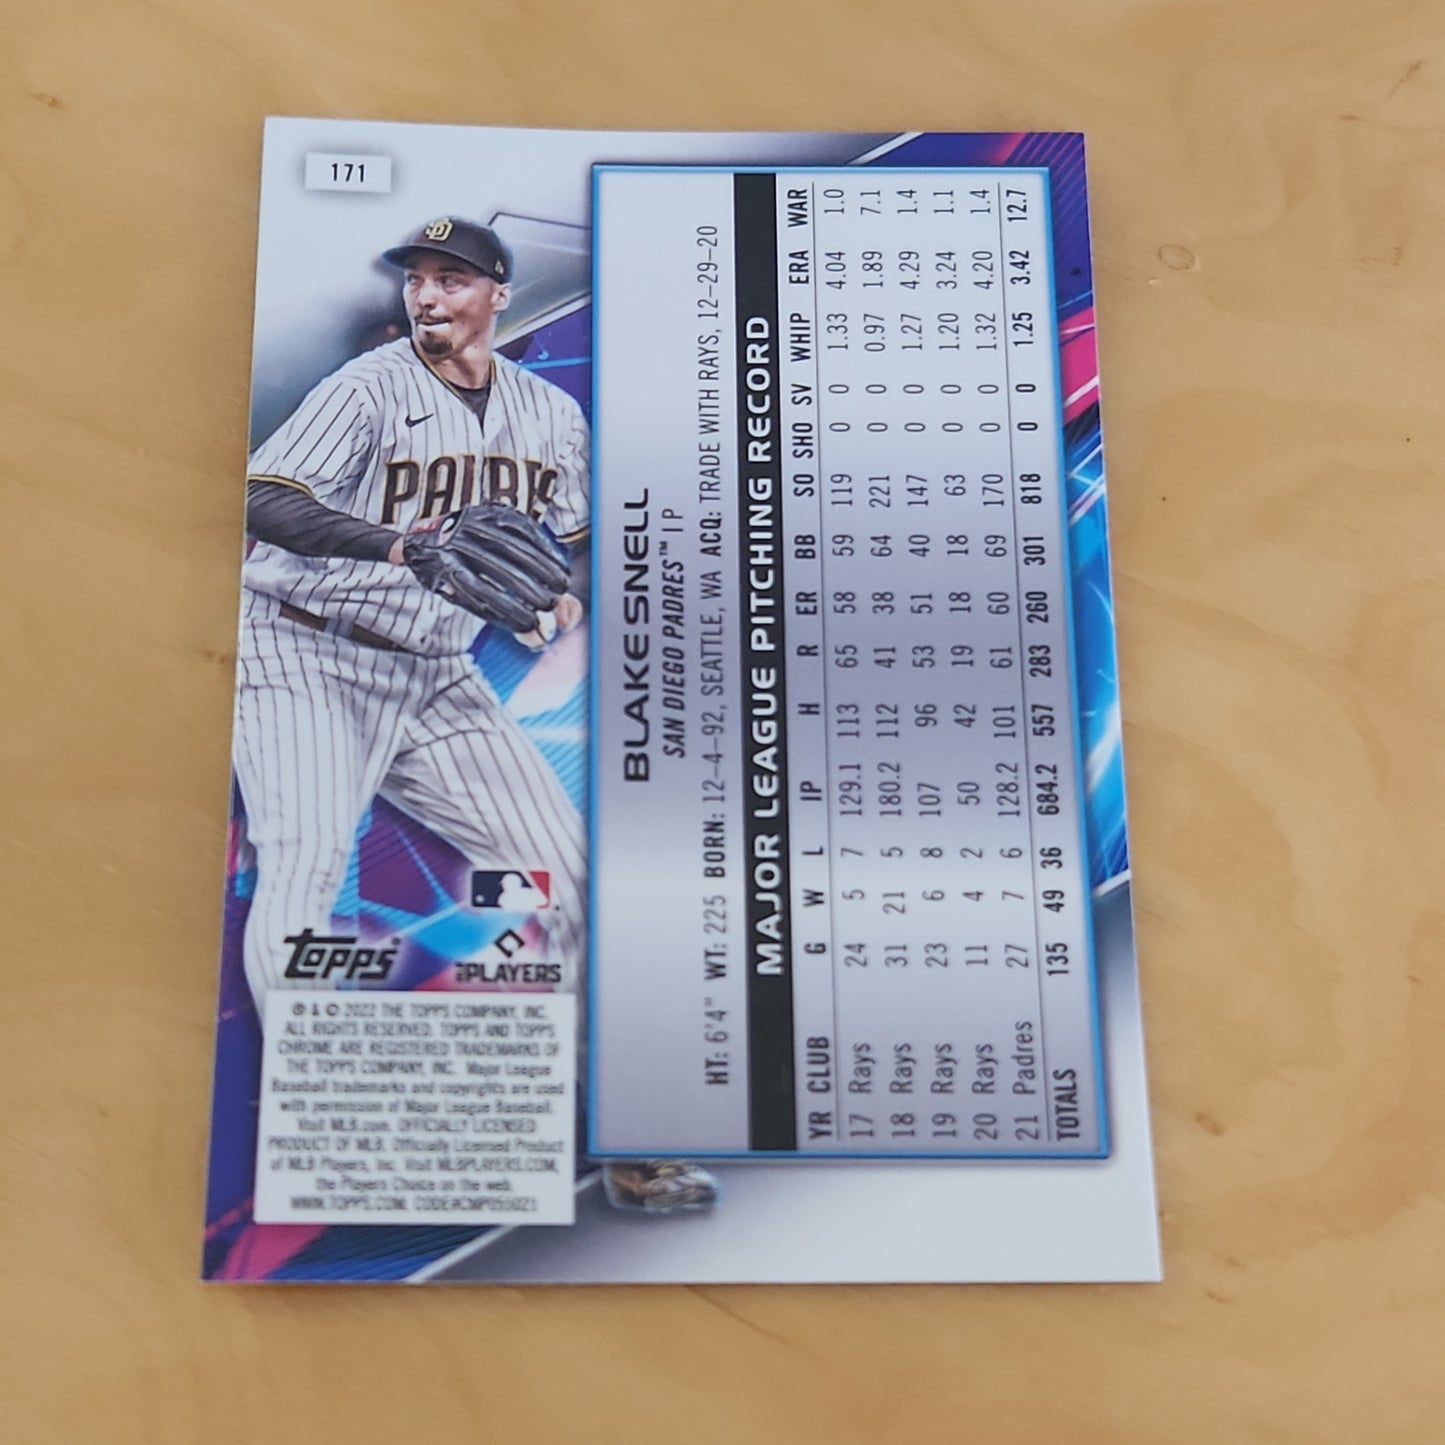 171
PADRES
topps
MLB PLAYERS
® & © 2022 THE TOPPS COMPANY, INC.
ALL RIGHTS RESERVED. TOPPS AND TOPPS
CHROME ARE REGISTERED TRADEMARKS OF
THE TOPPS COMPANY, INC. Major League
Baseball trademarks and copyrights are used
with permission of Major League Baseball.
Visit MLB.com. OFFICIALLY LICENSED
PRODUCT OF MLB. Officially Licensed Product
of MLB Players, Inc. Visit MLBPLAYERS.COM,
the Players Choice on the web.
WWW.TOPPS.COM. CODE#CMP055021
BLAKE SNELL
SAN DIEGO PADRES™ | P
HT: 6'4" WT: 225 BORN: 12-4-92, SEATTLE, WA ACQ: TRADE WITH RAYS, 12-29-20
MAJOR LEAGUE PITCHING RECORD
YR CLUB G W L IP H R ER BB SO SHO SV WHIP ERA WAR
17 Rays 24 5 7 129.1 113 65 58 59 119 0 0 1.33 4.04 1.0
18 Rays 31 21 5 180.2 112 41 38 64 221 0 0 0.97 1.89 7.1
19 Rays 23 6 8 107 96 53 51 40 147 0 0 1.27 4.29 1.4
20 Rays 11 4 2 50 42 19 18 18 63 0 0 1.20 3.24 1.1
21 Padres 27 7 6 128.2 101 61 60 69 170 0 0 1.32 4.20 1.4
TOTALS 135 49 36 684.2 557 283 260 301 818 0 0 1.25 3.42 12.7